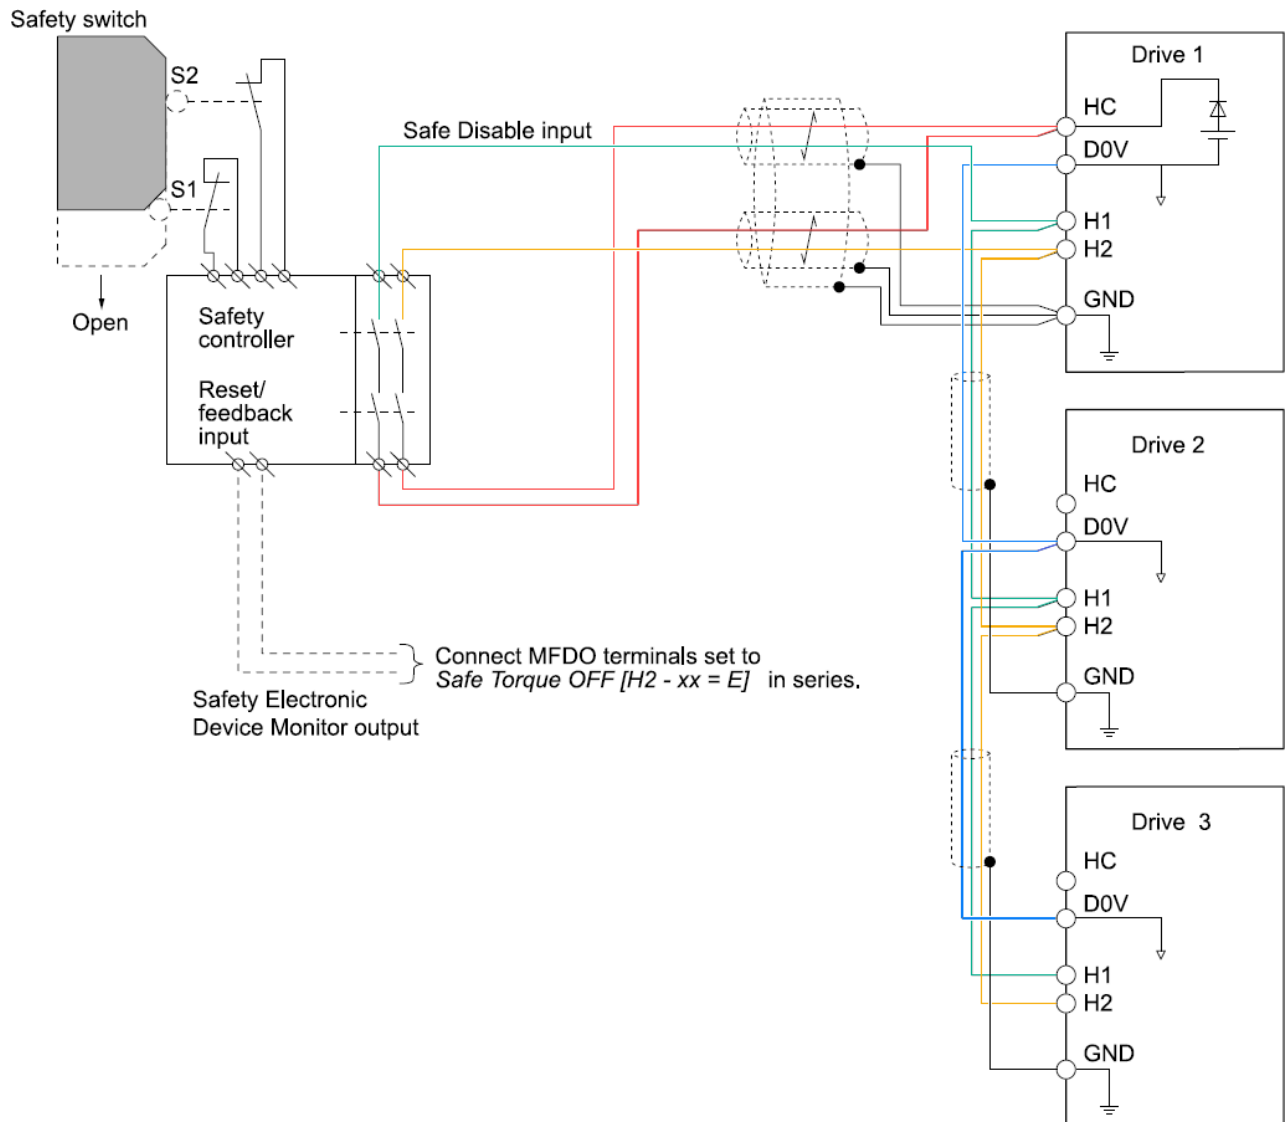 Safety switch
S2
S1
Open
Safe Disable input
Safety
controller
Reset/
feedback
input
Connect MFDO terminals set to
Safe Torque OFF [H2 - xx = E] in series.
Safety Electronic
Device Monitor output
Drive 1
HC
D0V
H1
H2
GND
Drive 2
HC
D0V
H1
H2
GND
Drive 3
HC
D0V
H1
H2
GND